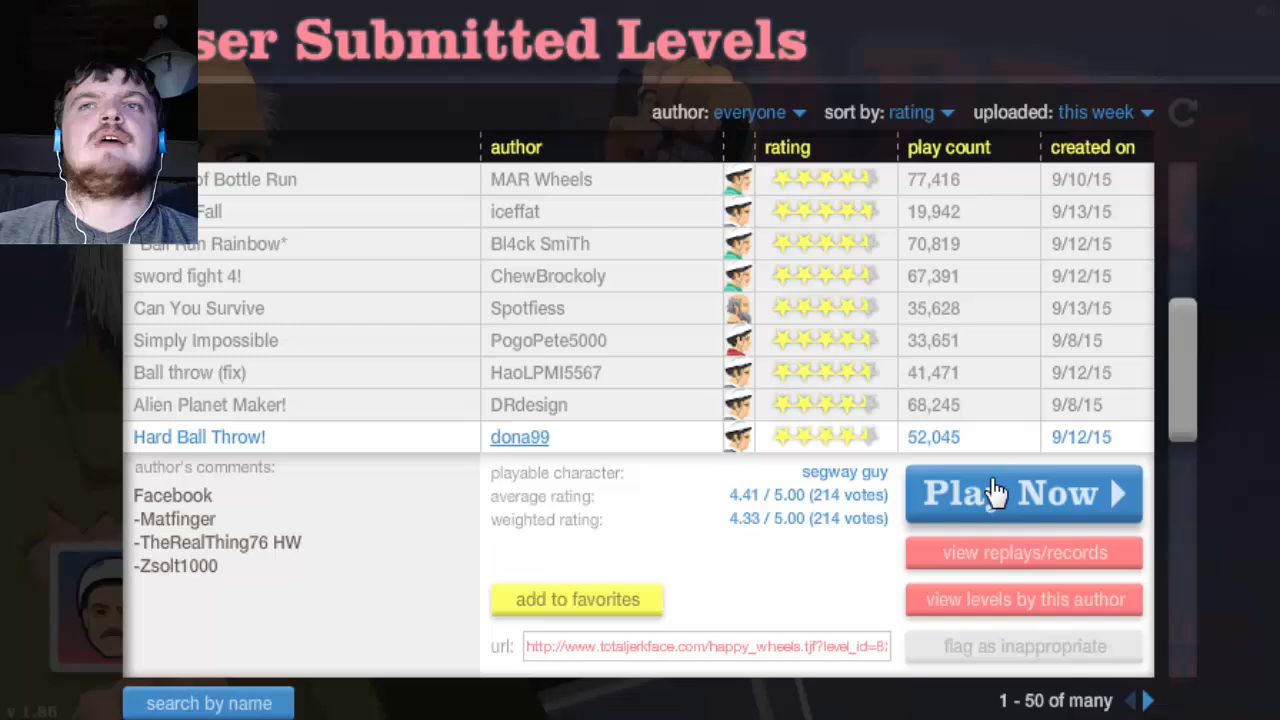 ser Submitted Levels
author: everyone sort by: rating uploaded: this week
author rating play count created on
of Bottle Run MAR Wheels 77,416 9/10/15
Fall iceffat 19,942 9/13/15
*Ball Run Rainbow* Bl4ck SmiTh 70,819 9/12/15
sword fight 4! ChewBrockoly 67,391 9/12/15
Can You Survive Spotfiess 35,628 9/13/15
Simply Impossible PogoPete5000 33,651 9/8/15
Ball throw (fix) HaoLPMI5567 41,471 9/12/15
Alien Planet Maker! DRdesign 68,245 9/8/15
Hard Ball Throw! dona99 52,045 9/12/15
author's comments:
Facebook
-Matfinger
-TheRealThing76 HW
-Zsolt1000
playable character: segway guy
average rating: 4.41 / 5.00 (214 votes)
weighted rating: 4.33 / 5.00 (214 votes)
Play Now
view replays/records
add to favorites
view levels by this author
url: http://www.totaljerkface.com/happy_wheels.tjf?level_id=8
flag as inappropriate
search by name
1 - 50 of many
v 1.86